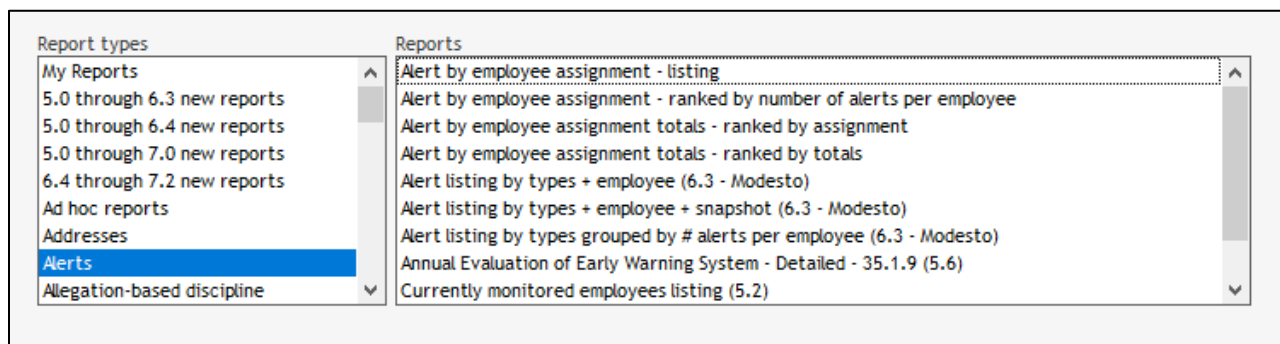 Report types
My Reports
5.0 through 6.3 new reports
5.0 through 6.4 new reports
5.0 through 7.0 new reports
6.4 through 7.2 new reports
Ad hoc reports
Addresses
Alerts
Allegation-based discipline
Reports
Alert by employee assignment - listing
Alert by employee assignment - ranked by number of alerts per employee
Alert by employee assignment totals - ranked by assignment
Alert by employee assignment totals - ranked by totals
Alert listing by types + employee (6.3 - Modesto)
Alert listing by types + employee + snapshot (6.3 - Modesto)
Alert listing by types grouped by # alerts per employee (6.3 - Modesto)
Annual Evaluation of Early Warning System - Detailed - 35.1.9 (5.6)
Currently monitored employees listing (5.2)